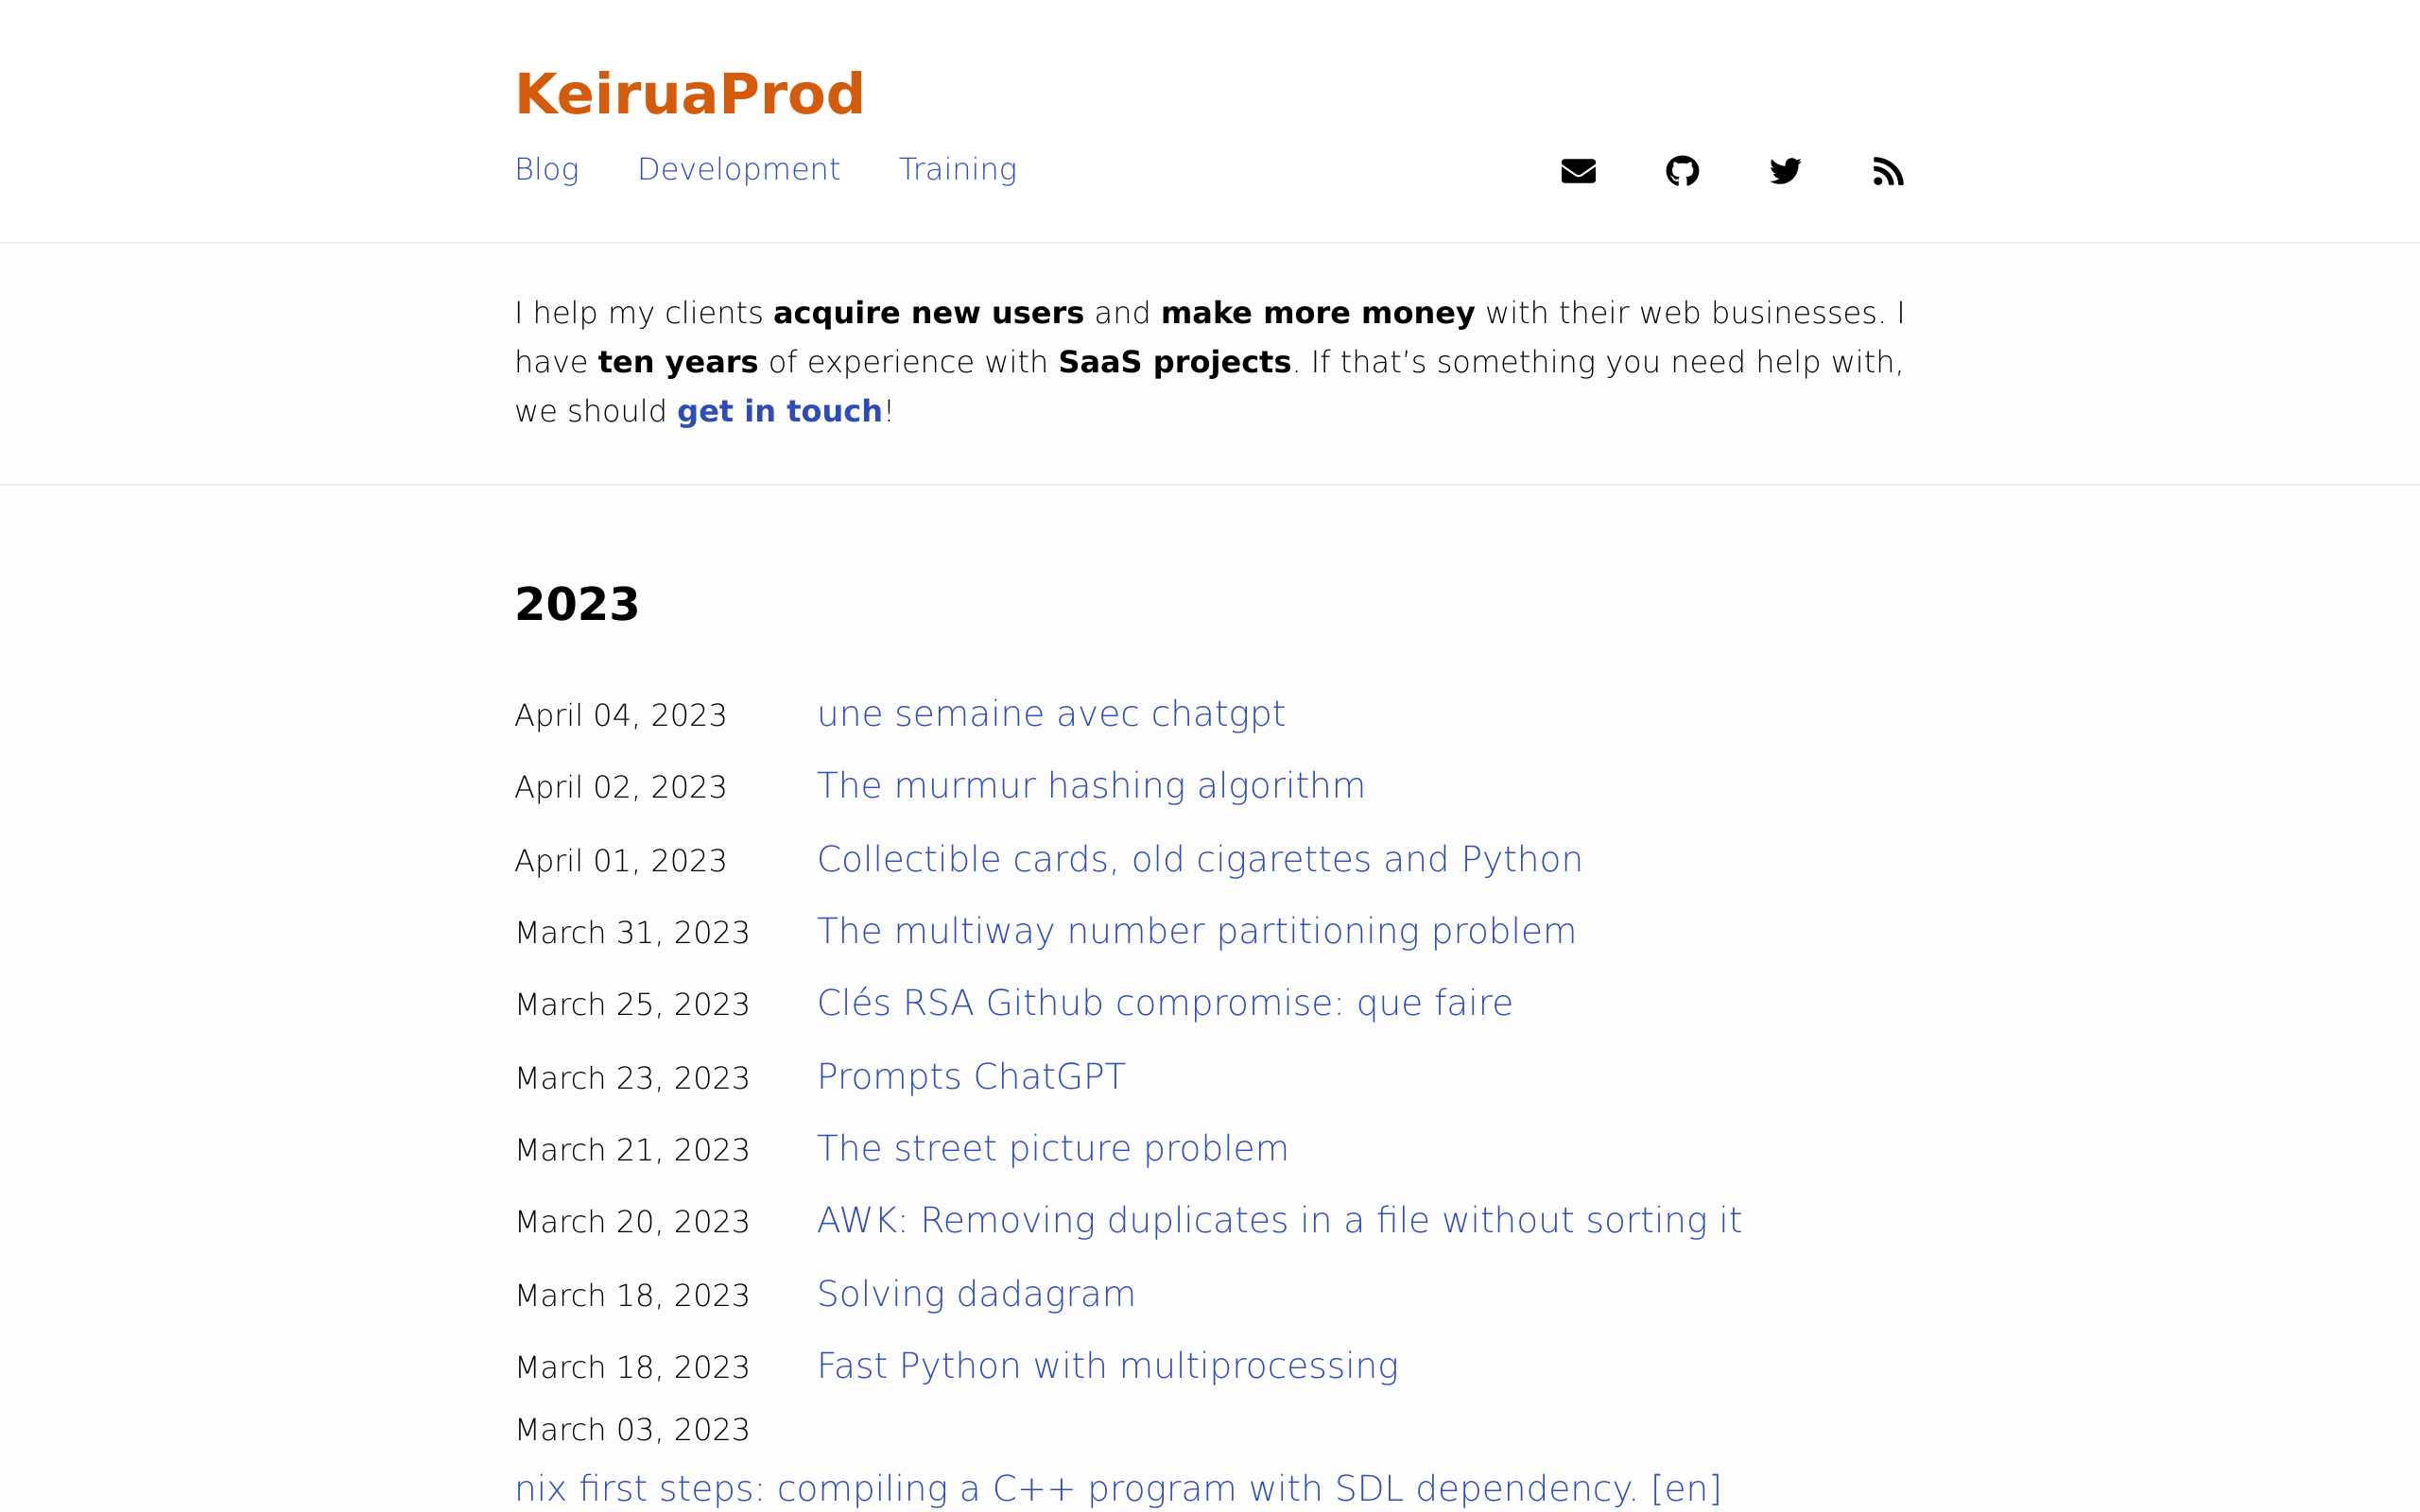 KeiruaProd
Blog Development Training
I help my clients acquire new users and make more money with their web businesses. I
have ten years of experience with SaaS projects. If that’s something you need help with,
we should get in touch!
2023
April 04, 2023 une semaine avec chatgpt
April 02, 2023 The murmur hashing algorithm
April 01, 2023 Collectible cards, old cigarettes and Python
March 31, 2023 The multiway number partitioning problem
March 25, 2023 Clés RSA Github compromise: que faire
March 23, 2023 Prompts ChatGPT
March 21, 2023 The street picture problem
March 20, 2023 AWK: Removing duplicates in a file without sorting it
March 18, 2023 Solving dadagram
March 18, 2023 Fast Python with multiprocessing
March 03, 2023
nix first steps: compiling a C++ program with SDL dependency. [en]